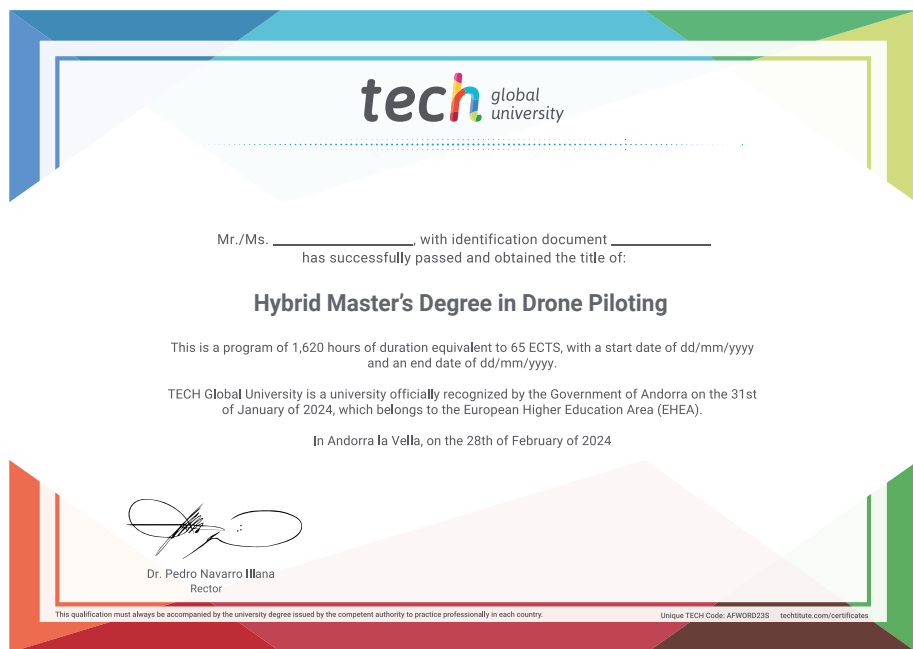 tech global
university
Mr./Ms. ____________, with identification document ____________
has successfully passed and obtained the title of:
Hybrid Master's Degree in Drone Piloting
This is a program of 1,620 hours of duration equivalent to 65 ECTS, with a start date of dd/mm/yyyy
and an end date of dd/mm/yyyy.
TECH Global University is a university officially recognized by the Government of Andorra on the 31st
of January of 2024, which belongs to the European Higher Education Area (EHEA).
In Andorra la Vella, on the 28th of February of 2024
Dr. Pedro Navarro Illana
Rector
This qualification must always be accompanied by the university degree issued by the competent authority to practice professionally in each country.
Unique TECH Code: AFWORD23S techtitute.com/certificates